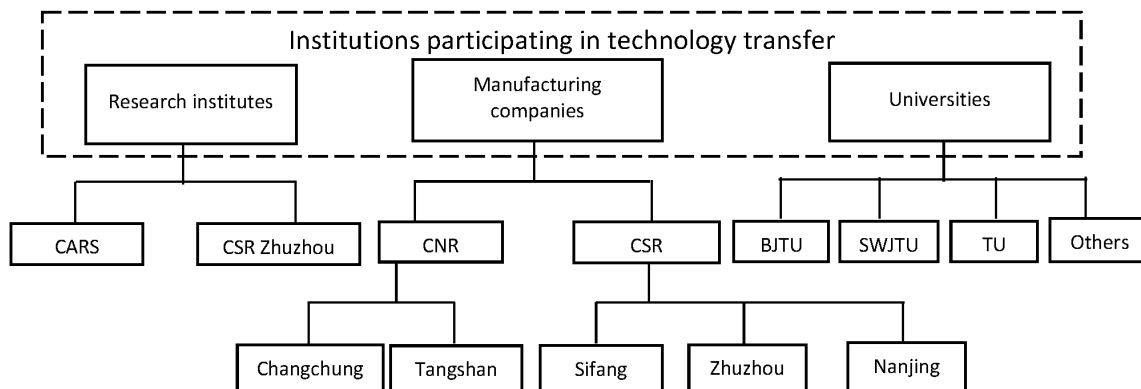 Institutions participating in technology transfer
Research institutes
Manufacturing
companies
Universities
CARS
CSR Zhuzhou
CNR
CSR
BJTU
SWJTU
TU
Others
Changchung
Tangshan
Sifang
Zhuzhou
Nanjing